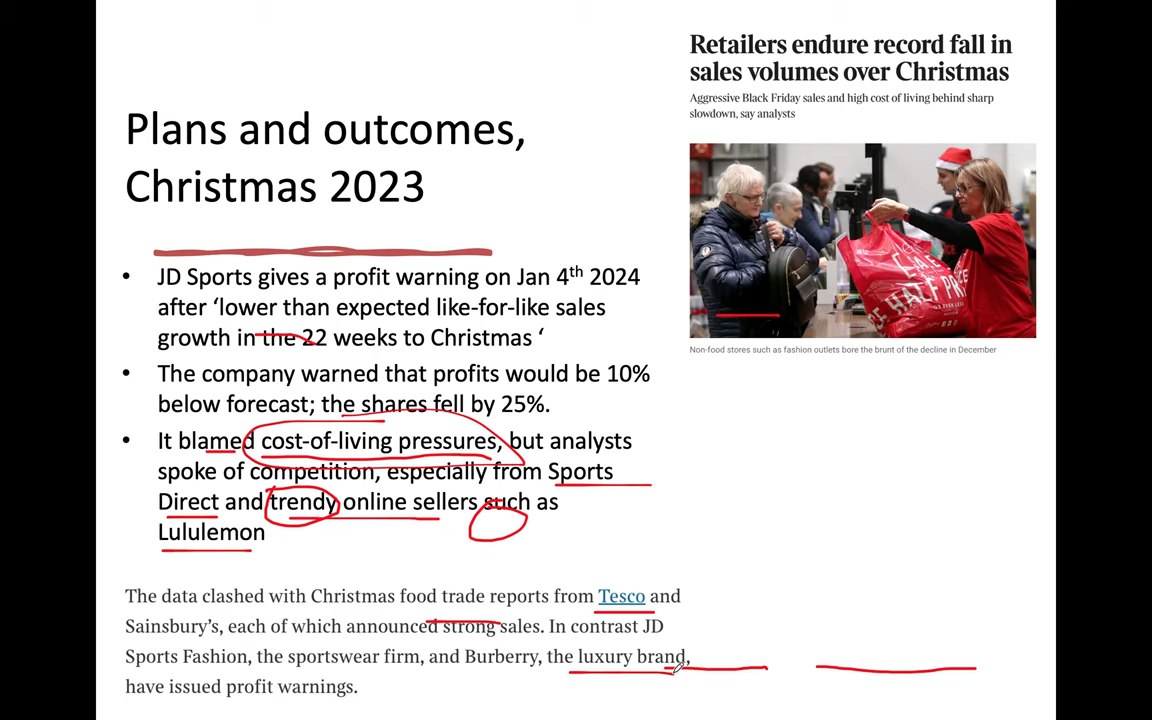 Retailers endure record fall in
sales volumes over Christmas
Aggressive Black Friday sales and high cost of living behind sharp
slowdown, say analysts
Plans and outcomes,
Christmas 2023
HALF PRI
Non-food stores such as fashion outlets bore the brunt of the decline in December
• JD Sports gives a profit warning on Jan 4th 2024
after ‘lower than expected like-for-like sales
growth in the 22 weeks to Christmas ‘
• The company warned that profits would be 10%
below forecast; the shares fell by 25%.
• It blamed cost-of-living pressures, but analysts
spoke of competition, especially from Sports
Direct and trendy online sellers such as
Lululemon
The data clashed with Christmas food trade reports from Tesco and
Sainsbury’s, each of which announced strong sales. In contrast JD
Sports Fashion, the sportswear firm, and Burberry, the luxury brand,
have issued profit warnings.